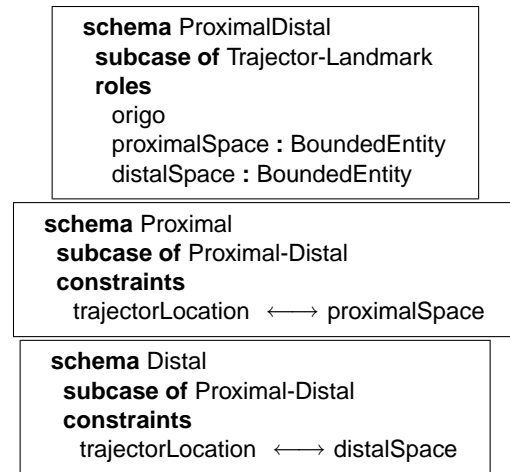 schema ProximalDistal
subcase of Trajector-Landmark
roles
origo
proximalSpace : BoundedEntity
distalSpace : BoundedEntity
schema Proximal
subcase of Proximal-Distal
constraints
trajectorLocation ⟷ proximalSpace
schema Distal
subcase of Proximal-Distal
constraints
trajectorLocation ⟷ distalSpace